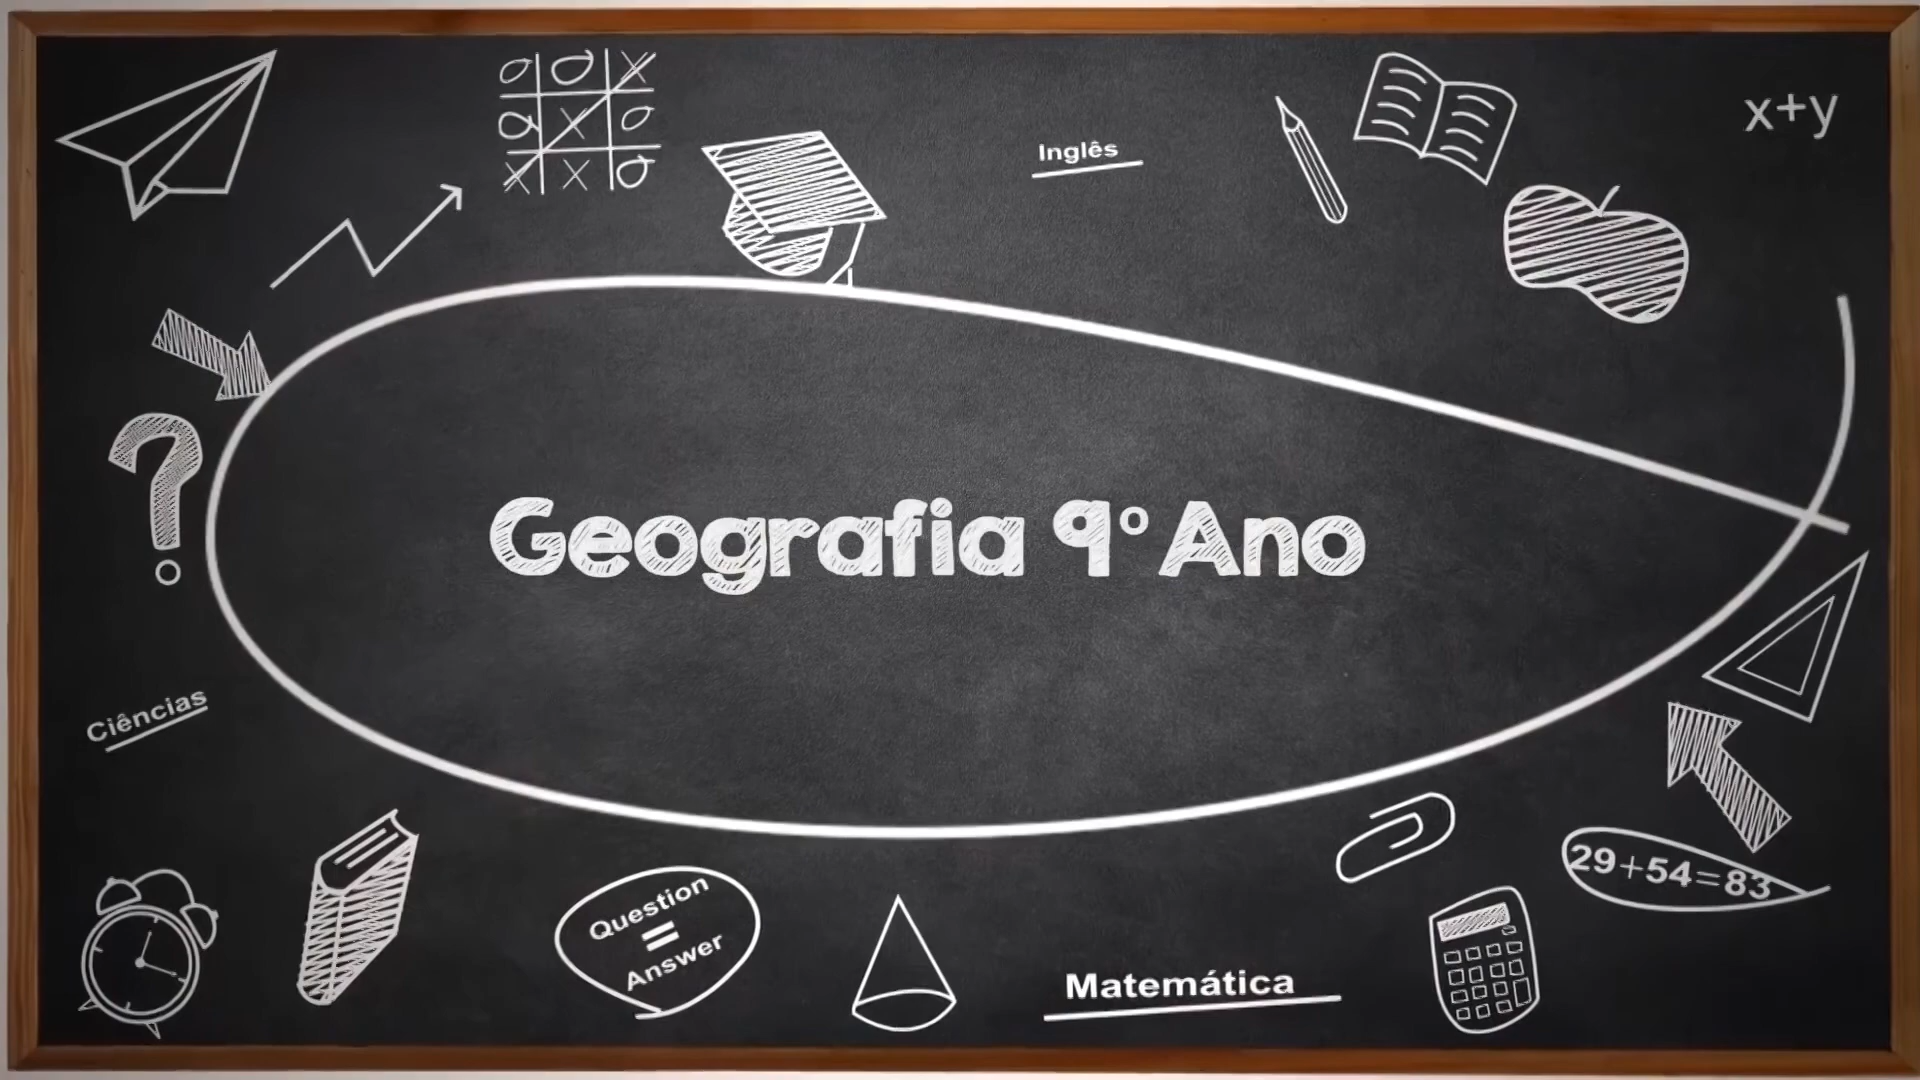 x+y
Inglês
Geografia 9º Ano
Ciências
29+54=83
Question
=
Answer
Matemática